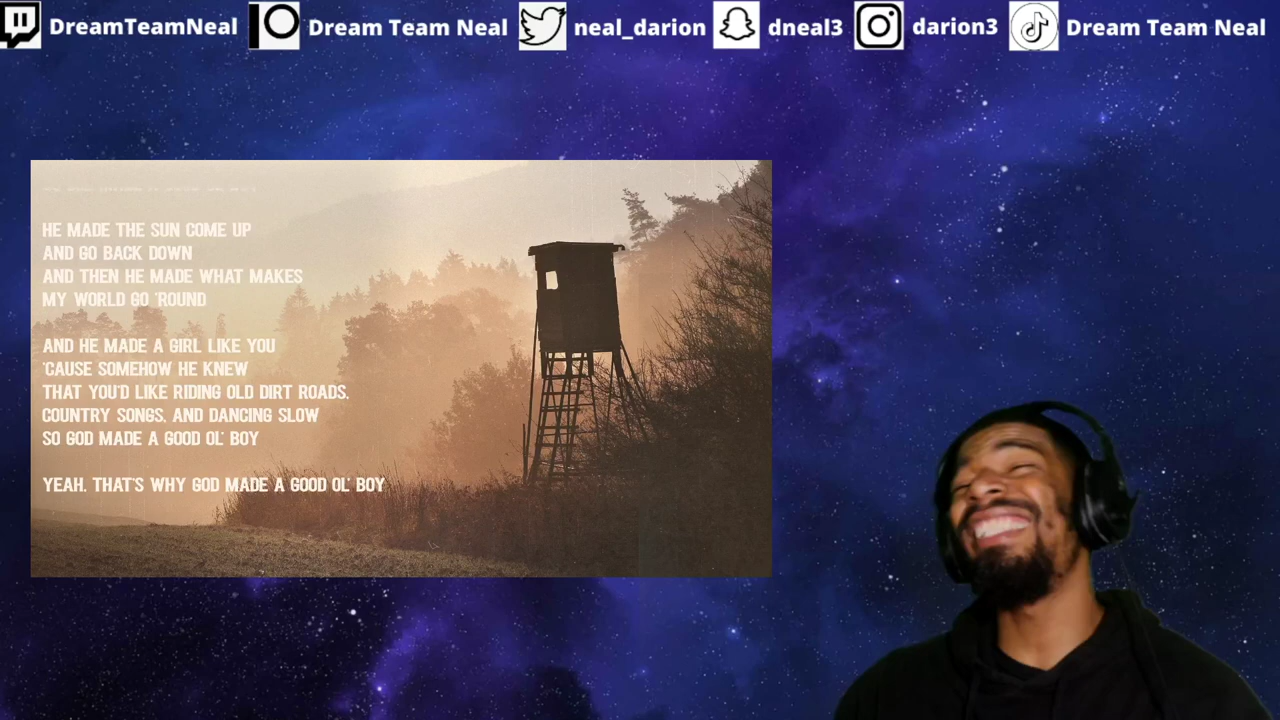 DreamTeamNeal
Dream Team Neal
neal_darion
dneal3
darion3
Dream Team Neal
HE MADE THE SUN COME UP
AND GO BACK DOWN
AND THEN HE MADE WHAT MAKES
MY WORLD GO 'ROUND
AND HE MADE A GIRL LIKE YOU
'CAUSE SOMEHOW HE KNEW
THAT YOU'D LIKE RIDING OLD DIRT ROADS,
COUNTRY SONGS, AND DANCING SLOW
SO GOD MADE A GOOD OL' BOY
YEAH, THAT'S WHY GOD MADE A GOOD OL' BOY